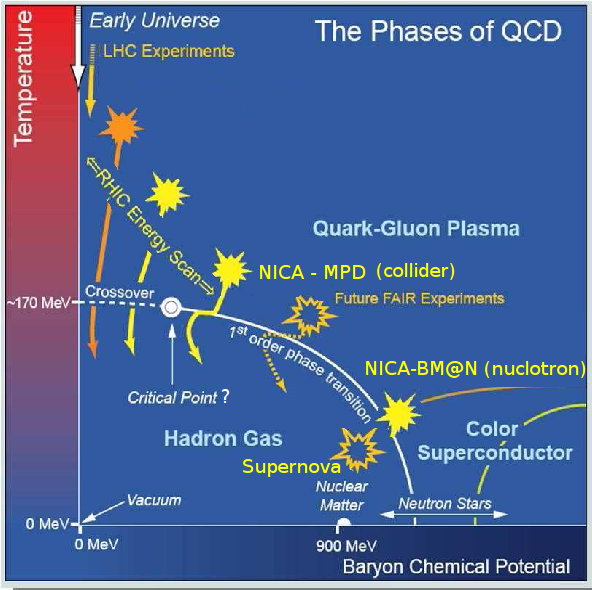 Early Universe
The Phases of QCD
LHC Experiments
Temperature
⇐RHIC Energy Scan⇒
Quark-Gluon Plasma
NICA - MPD (collider)
Crossover
~170 MeV
Future FAIR Experiments
1st order phase transition
NICA-BM@N (nuclotron)
Critical Point ?
Hadron Gas
Color
Superconductor
Supernova
Nuclear
Matter
Neutron Stars
Vacuum
0 MeV
0 MeV
900 MeV
Baryon Chemical Potential